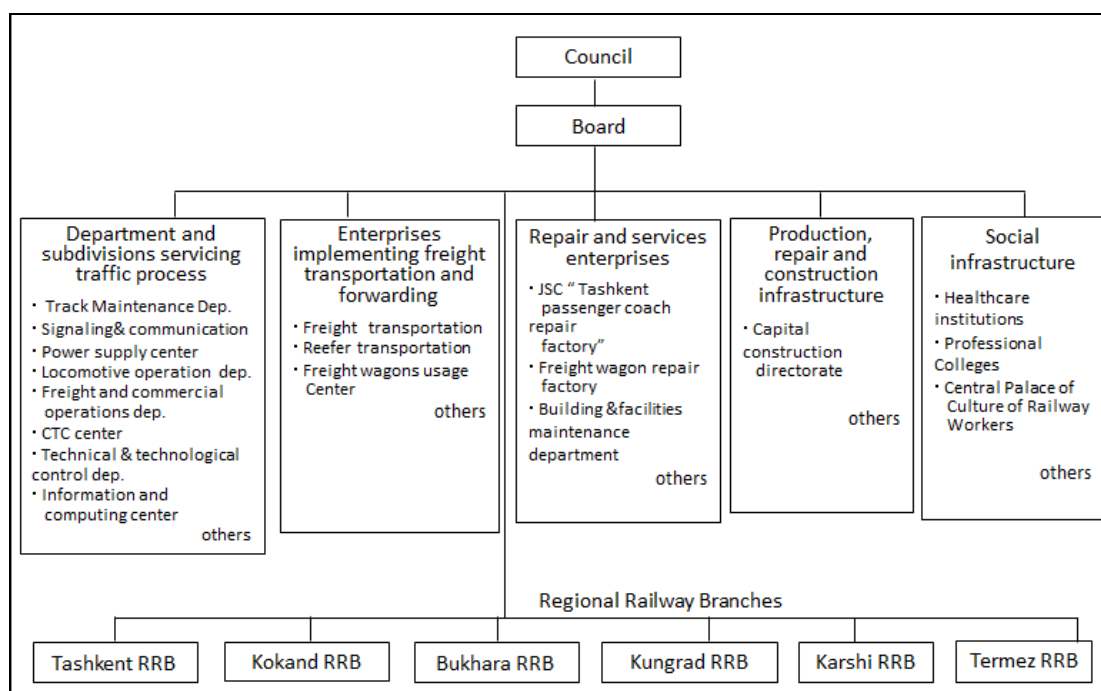 Council
Board
Department and
subdivisions servicing
traffic process
・Track Maintenance Dep.
・Signaling& communication
・Power supply center
・Locomotive operation dep.
・Freight and commercial
operations dep.
・CTC center
・Technical & technological
control dep.
・Information and
computing center
others
Enterprises
implementing freight
transportation and
forwarding
・Freight transportation
・Reefer transportation
・Freight wagons usage
Center
others
Repair and services
enterprises
・JSC “ Tashkent
passenger coach
repair
factory”
・Freight wagon repair
factory
・Building &facilities
maintenance
department
others
Production,
repair and
construction
infrastructure
・Capital
construction
directorate
others
Social
infrastructure
・Healthcare
institutions
・Professional
Colleges
・Central Palace of
Culture of Railway
Workers
others
Regional Railway Branches
Tashkent RRB
Kokand RRB
Bukhara RRB
Kungrad RRB
Karshi RRB
Termez RRB